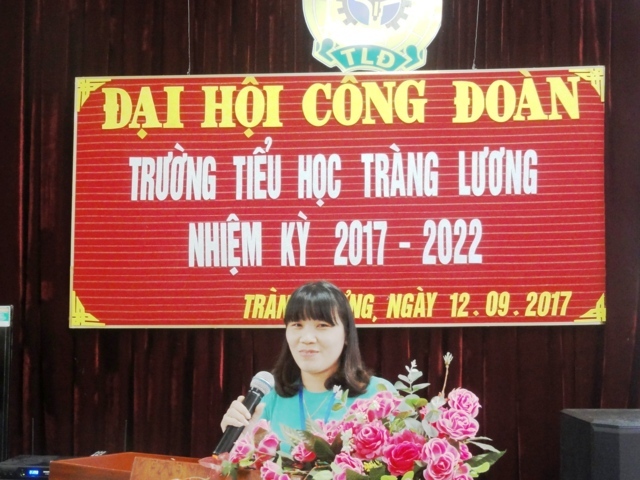 TLĐ
ĐẠI HỘI CÔNG ĐOÀN
TRƯỜNG TIỂU HỌC TRÀNG LƯƠNG
NHIỆM KỲ 2017 - 2022
NGÀY 12.09.2017